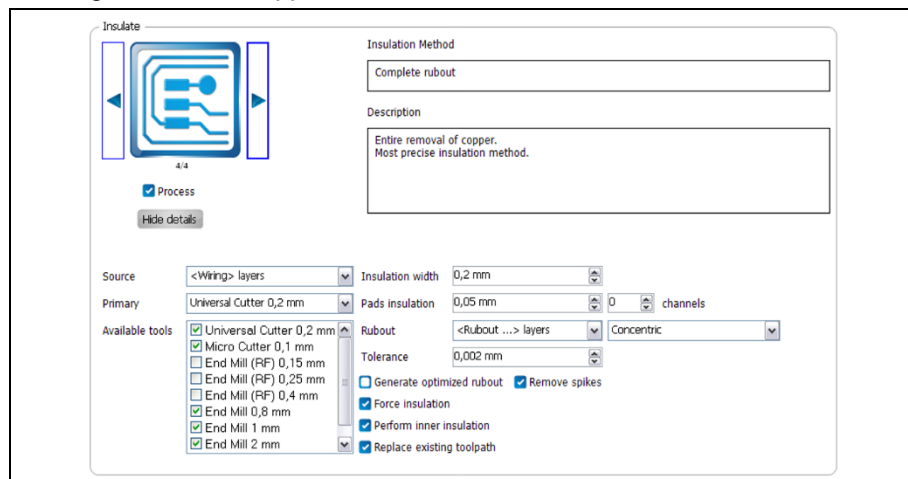 Insulate
Insulation Method
Complete rubout
Description
Entire removal of copper.
Most precise insulation method.
4/4
Process
Hide details
Source <Wiring> layers Insulation width 0,2 mm
Primary Universal Cutter 0,2 mm Pads insulation 0,05 mm 0 channels
Available tools Universal Cutter 0,2 mm Rubout <Rubout ...> layers Concentric
Micro Cutter 0,1 mm
Tolerance 0,002 mm
End Mill (RF) 0,15 mm
End Mill (RF) 0,25 mm Generate optimized rubout Remove spikes
End Mill (RF) 0,4 mm
Force insulation
End Mill 0,8 mm
End Mill 1 mm Perform inner insulation
End Mill 2 mm Replace existing toolpath